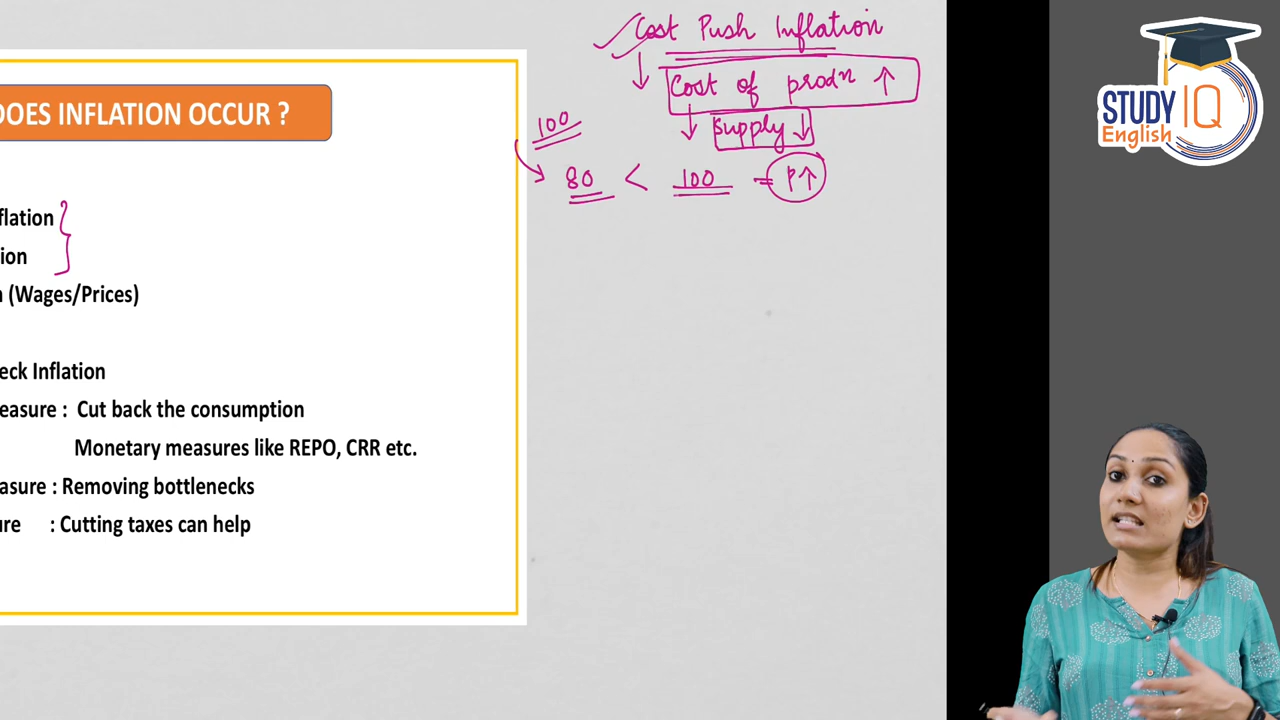 Cost Push Inflation
↓ Cost of prodn ↑
↓ Supply ↓
100
80 < 100 = P↑
STUDY IQ
English
OES INFLATION OCCUR ?
flation
ion
n (Wages/Prices)
eck Inflation
easure : Cut back the consumption
Monetary measures like REPO, CRR etc.
asure : Removing bottlenecks
ure : Cutting taxes can help